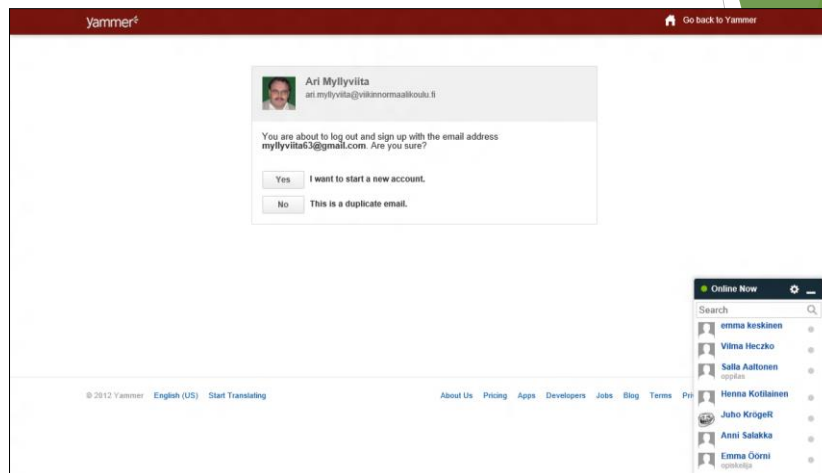 yammer
Go back to Yammer
Ari Myllyviita
ari.myllyviita@viikinnormaalikoulu.fi
You are about to log out and sign up with the email address
myllyviita63@gmail.com. Are you sure?
Yes I want to start a new account.
No This is a duplicate email.
Online Now
Search
emma keskinen
Vilma Heczko
Salla Aaltonen
oppilas
Henna Kotilainen
Juho KrögeR
Anni Salakka
Emma Öörni
opiskelija
© 2012 Yammer English (US) Start Translating
About Us Pricing Apps Developers Jobs Blog Terms Pri